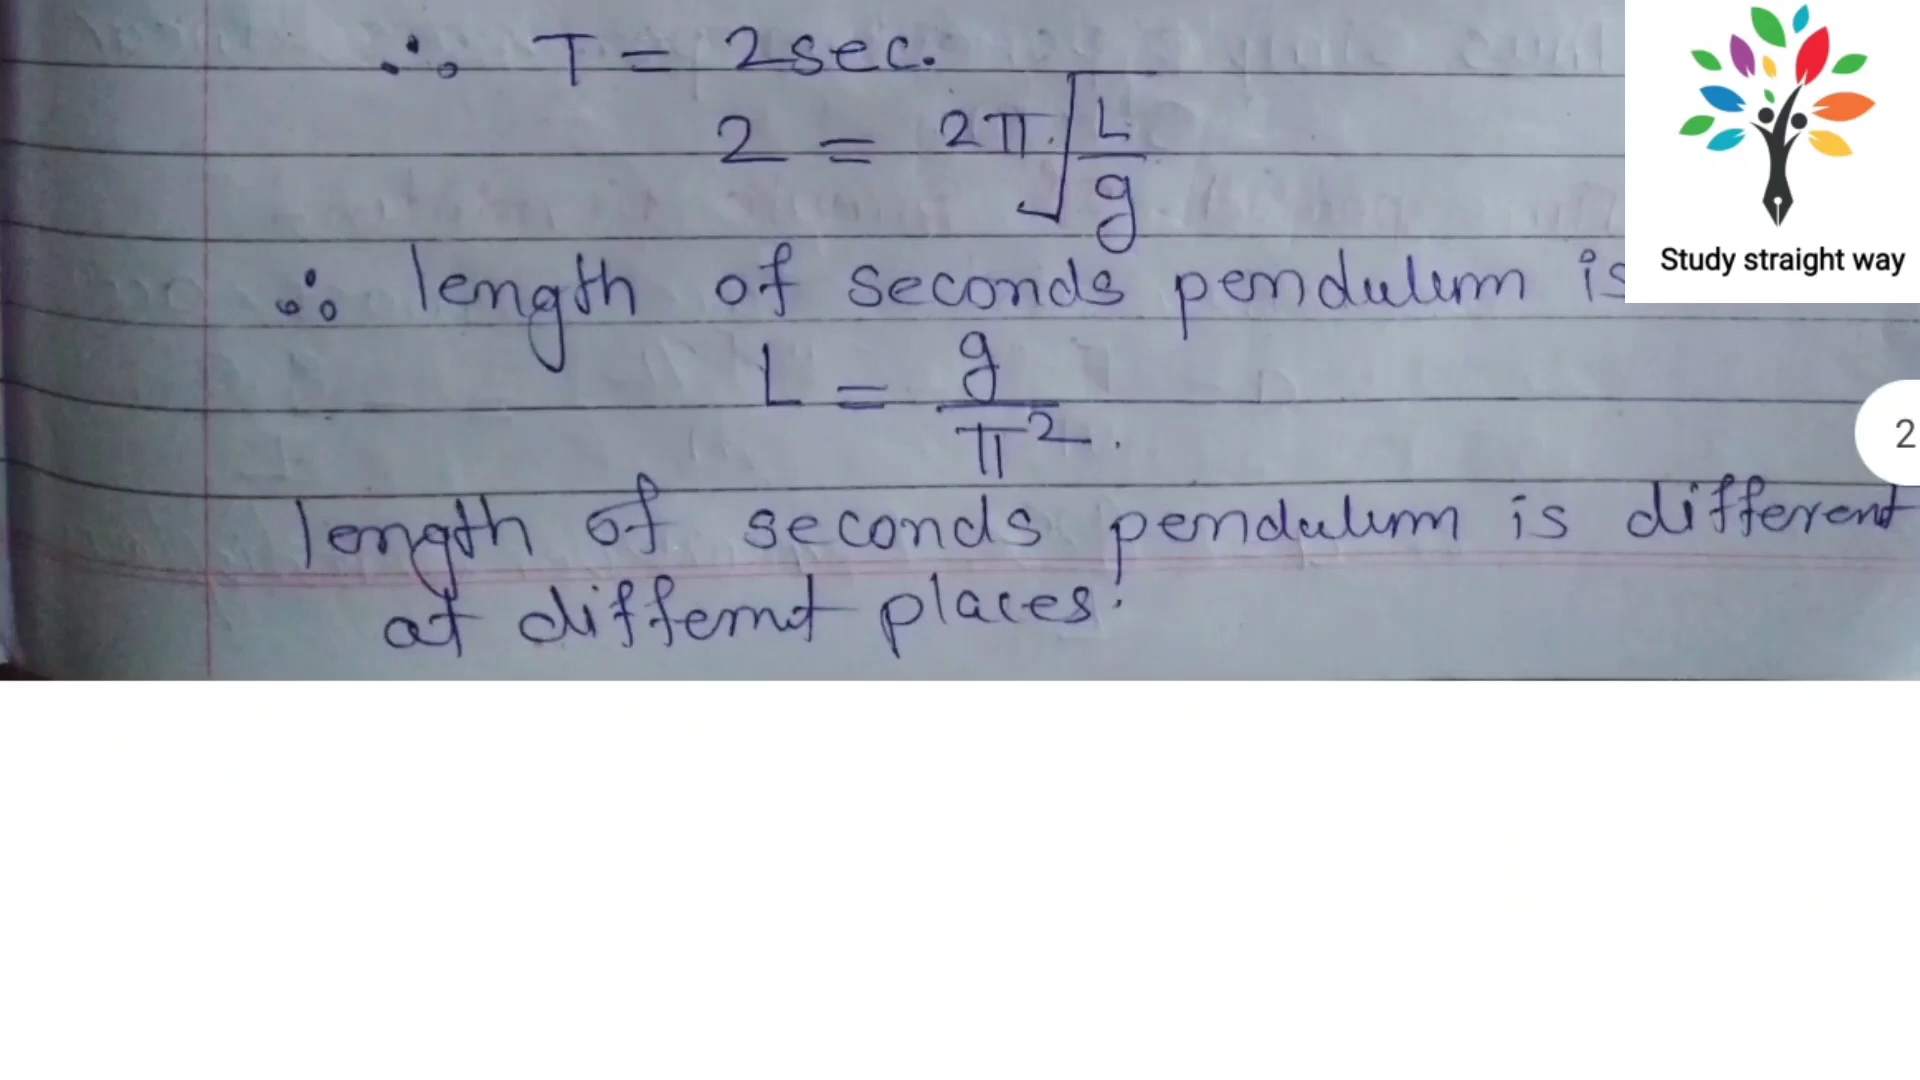 ∴ T = 2sec.
2 = 2π√(L/g)
∴ length of seconds pendulum is
L = g/π².
length of seconds pendulum is different
at differnt places.
Study straight way
2